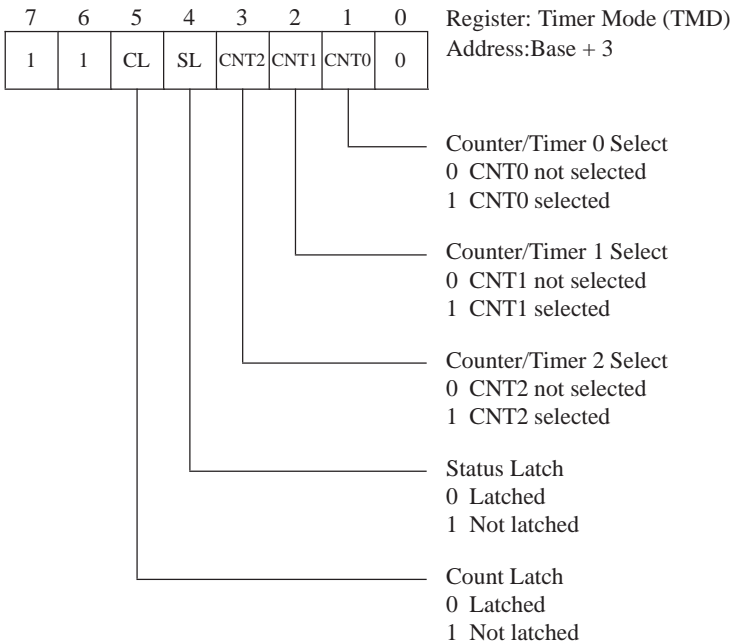 7 6 5 4 3 2 1 0
Register: Timer Mode (TMD)
1 1 CL SL CNT2 CNT1 CNT0 0
Address:Base + 3
Counter/Timer 0 Select
0 CNT0 not selected
1 CNT0 selected
Counter/Timer 1 Select
0 CNT1 not selected
1 CNT1 selected
Counter/Timer 2 Select
0 CNT2 not selected
1 CNT2 selected
Status Latch
0 Latched
1 Not latched
Count Latch
0 Latched
1 Not latched